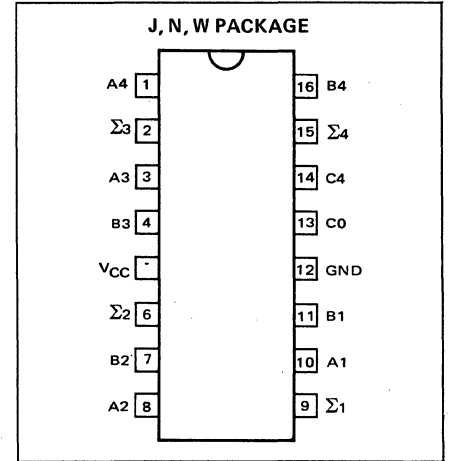 J, N, W PACKAGE
A4 1 16 B4
Σ3 2 15 Σ4
A3 3 14 C4
B3 4 13 C0
VCC 12 GND
Σ2 6 11 B1
B2 7 10 A1
A2 8 9 Σ1